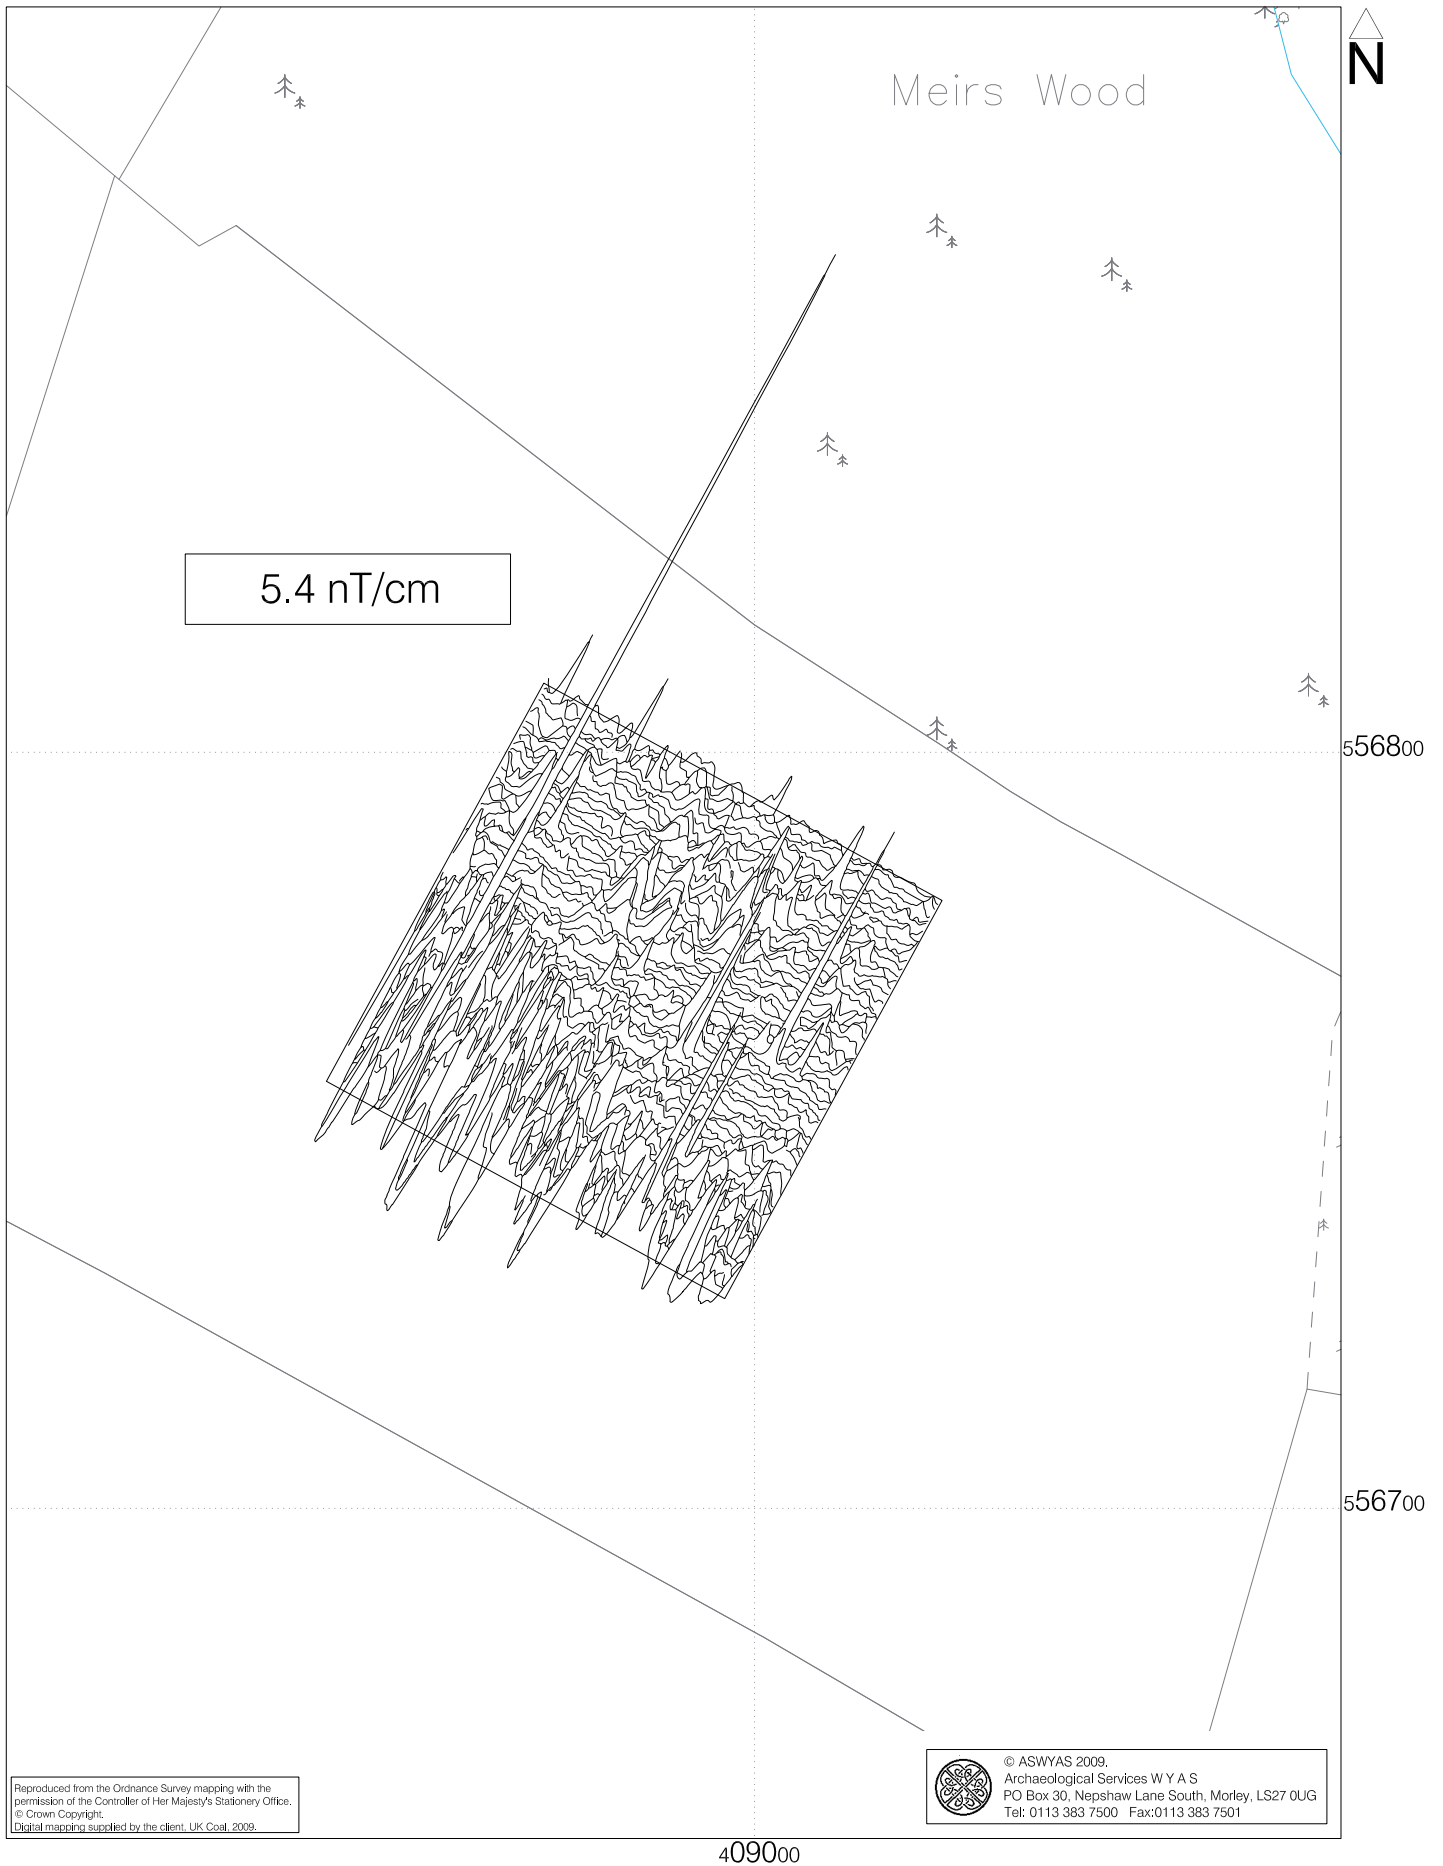 N
Meirs Wood
5.4 nT/cm
556800
556700
Reproduced from the Ordnance Survey mapping with the
permission of the Controller of Her Majesty's Stationery Office.
© Crown Copyright.
Digital mapping supplied by the client, UK Coal, 2009.
© ASWYAS 2009.
Archaeological Services W Y A S
PO Box 30, Nepshaw Lane South, Morley, LS27 0UG
Tel: 0113 383 7500 Fax:0113 383 7501
409000